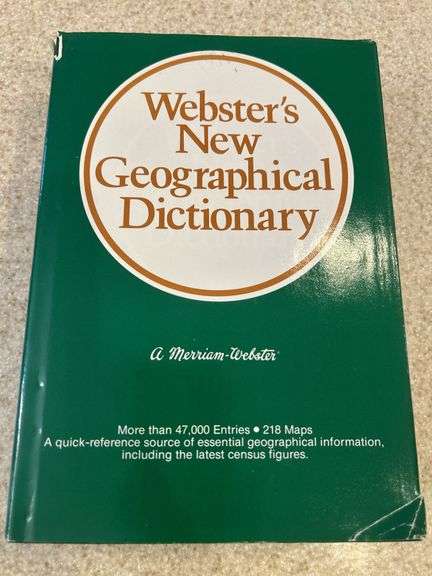 Webster's
New
Geographical
Dictionary
A Merriam-Webster®
More than 47,000 Entries • 218 Maps
A quick-reference source of essential geographical information,
including the latest census figures.